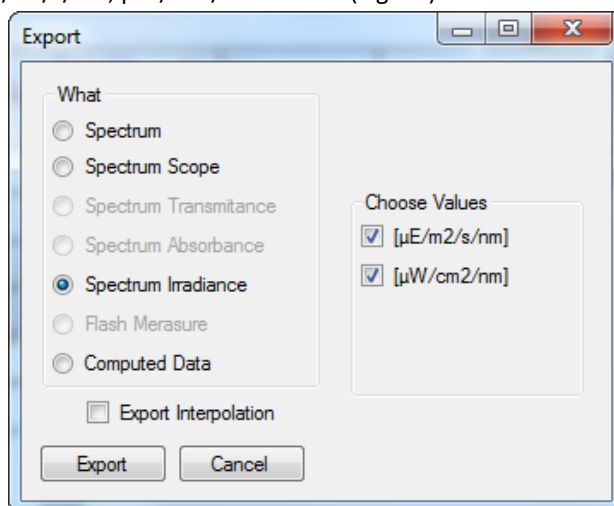 Export
What
Spectrum
Spectrum Scope
Spectrum Transmitance
Spectrum Absorbance
Spectrum Irradiance
Flash Merasure
Computed Data
Export Interpolation
Choose Values
[µE/m2/s/nm]
[µW/cm2/nm]
Export Cancel